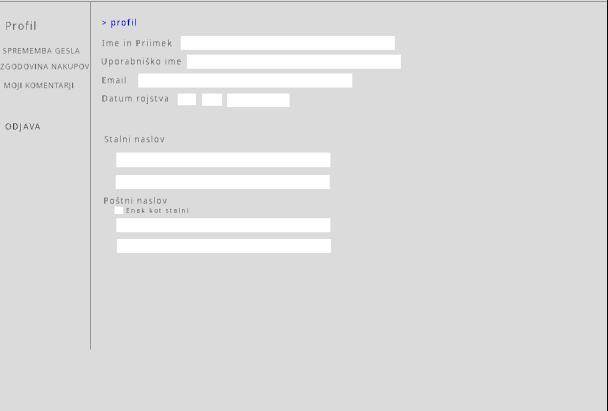 Profil
SPREMEMBA GESLA
ZGODOVINA NAKUPOV
MOJI KOMENTARJI
ODJAVA
> profil
Ime in Priimek
Uporabniško ime
Email
Datum rojstva
Stalni naslov
Poštni naslov
Enak kot stalni